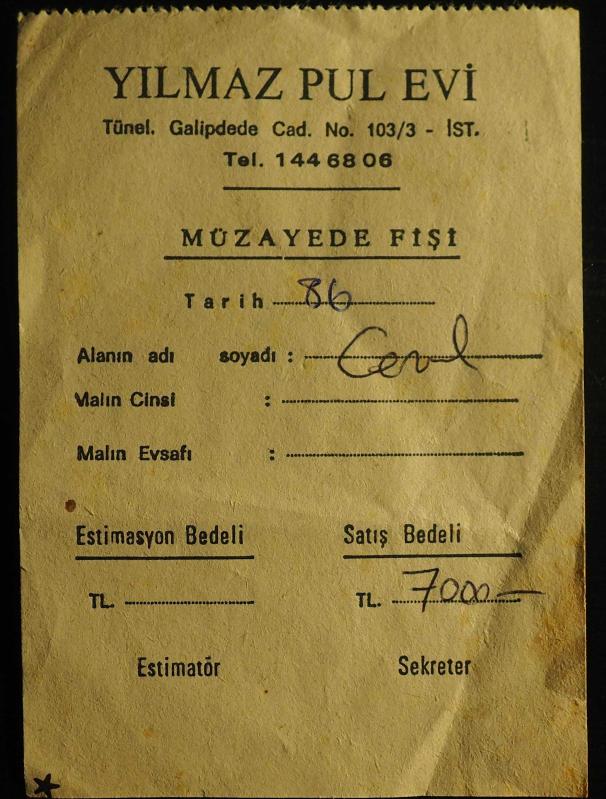 YILMAZ PUL EVİ
Tünel. Galipdede Cad. No. 103/3 - İST.
Tel. 144 68 06
MÜZAYEDE FİŞİ
Tarih 86
Alanın adı soyadı :
Malın Cinsi :
Malın Evsafı :
Estimasyon Bedeli Satış Bedeli
TL. TL. 7000-
Estimatör Sekreter